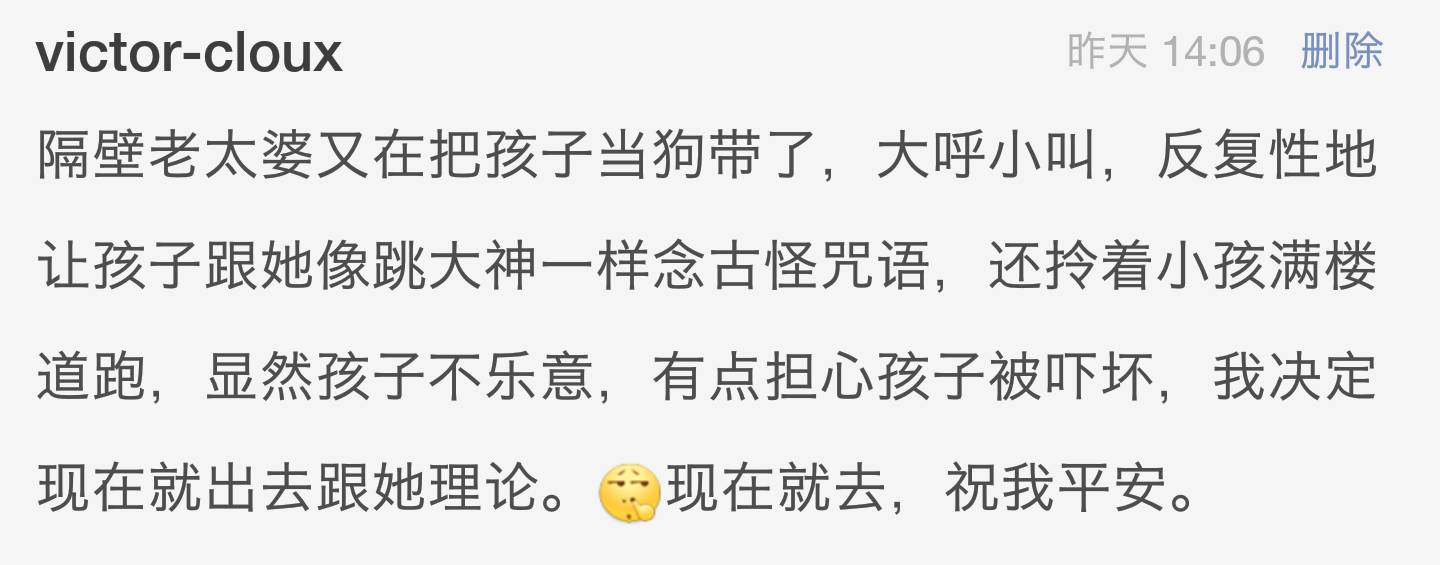 victor-cloux 昨天 14:06 删除
隔壁老太婆又在把孩子当狗带了，大呼小叫，反复性地
让孩子跟她像跳大神一样念古怪咒语，还拎着小孩满楼
道跑，显然孩子不乐意，有点担心孩子被吓坏，我决定
现在就出去跟她理论。现在就去，祝我平安。